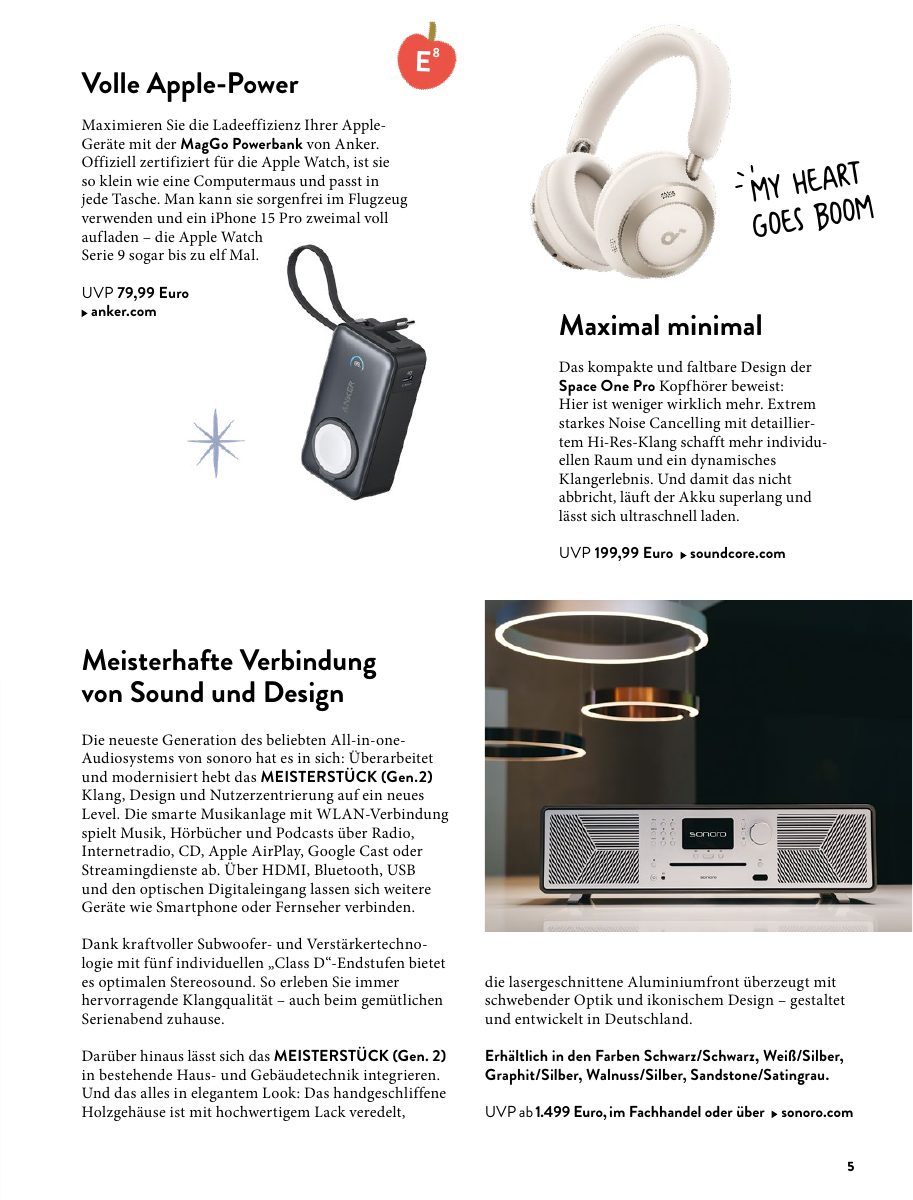 E8
Volle Apple-Power
Maximieren Sie die Ladeeffizienz Ihrer Apple-
Geräte mit der MagGo Powerbank von Anker.
Offiziell zertifiziert für die Apple Watch, ist sie
so klein wie eine Computermaus und passt in
jede Tasche. Man kann sie sorgenfrei im Flugzeug
verwenden und ein iPhone 15 Pro zweimal voll
aufladen – die Apple Watch
Serie 9 sogar bis zu elf Mal.
UVP 79,99 Euro
▶ anker.com
ANKER
MY HEART
GOES BOOM
Maximal minimal
Das kompakte und faltbare Design der
Space One Pro Kopfhörer beweist:
Hier ist weniger wirklich mehr. Extrem
starkes Noise Cancelling mit detaillier-
tem Hi-Res-Klang schafft mehr individu-
ellen Raum und ein dynamisches
Klangerlebnis. Und damit das nicht
abbricht, läuft der Akku superlang und
lässt sich ultraschnell laden.
UVP 199,99 Euro ▶ soundcore.com
Meisterhafte Verbindung
von Sound und Design
Die neueste Generation des beliebten All-in-one-
Audiosystems von sonoro hat es in sich: Überarbeitet
und modernisiert hebt das MEISTERSTÜCK (Gen.2)
Klang, Design und Nutzerzentrierung auf ein neues
Level. Die smarte Musikanlage mit WLAN-Verbindung
spielt Musik, Hörbücher und Podcasts über Radio,
Internetradio, CD, Apple AirPlay, Google Cast oder
Streamingdienste ab. Über HDMI, Bluetooth, USB
und den optischen Digitaleingang lassen sich weitere
Geräte wie Smartphone oder Fernseher verbinden.
Dank kraftvoller Subwoofer- und Verstärkertechno-
logie mit fünf individuellen „Class D“-Endstufen bietet
es optimalen Stereosound. So erleben Sie immer
hervorragende Klangqualität – auch beim gemütlichen
Serienabend zuhause.
Darüber hinaus lässt sich das MEISTERSTÜCK (Gen. 2)
in bestehende Haus- und Gebäudetechnik integrieren.
Und das alles in elegantem Look: Das handgeschliffene
Holzgehäuse ist mit hochwertigem Lack veredelt,
sonoro
sonoro
die lasergeschnittene Aluminiumfront überzeugt mit
schwebender Optik und ikonischem Design – gestaltet
und entwickelt in Deutschland.
Erhältlich in den Farben Schwarz/Schwarz, Weiß/Silber,
Graphit/Silber, Walnuss/Silber, Sandstone/Satingrau.
UVP ab 1.499 Euro, im Fachhandel oder über ▶ sonoro.com
5